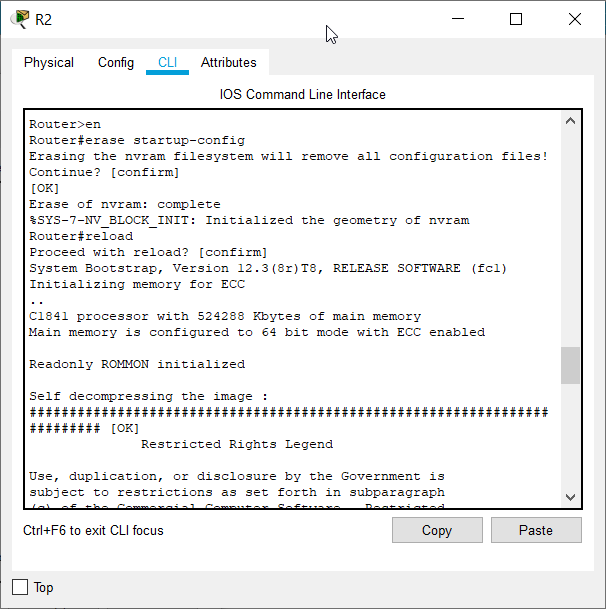 R2
Physical Config CLI Attributes
IOS Command Line Interface
Router>en
Router#erase startup-config
Erasing the nvram filesystem will remove all configuration files!
Continue? [confirm]
[OK]
Erase of nvram: complete
%SYS-7-NV_BLOCK_INIT: Initialized the geometry of nvram
Router#reload
Proceed with reload? [confirm]
System Bootstrap, Version 12.3(8r)T8, RELEASE SOFTWARE (fc1)
Initializing memory for ECC
..
C1841 processor with 524288 Kbytes of main memory
Main memory is configured to 64 bit mode with ECC enabled
Readonly ROMMON initialized
Self decompressing the image :
#################################################################
######### [OK]
Restricted Rights Legend
Use, duplication, or disclosure by the Government is
subject to restrictions as set forth in subparagraph
(c) of the Commercial Computer Software - Restricted
Ctrl+F6 to exit CLI focus
Copy Paste
Top